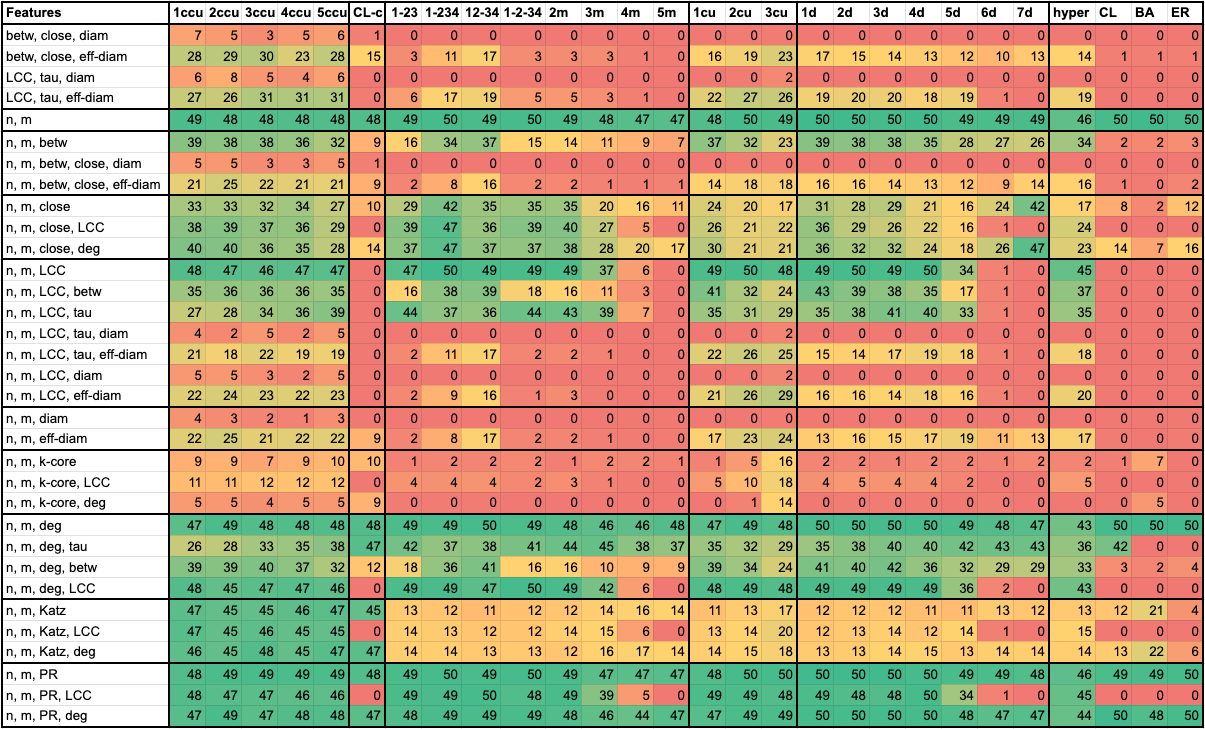 Features 1ccu 2ccu 3ccu 4ccu 5ccu CL-c 1-23 1-234 12-34 1-2-34 2m 3m 4m 5m 1cu 2cu 3cu 1d 2d 3d 4d 5d 6d 7d hyper CL BA ER
betw, close, diam 7 5 3 5 6 1 0 0 0 0 0 0 0 0 0 0 0 0 0 0 0 0 0 0 0 0 0 0
betw, close, eff-diam 28 29 30 23 28 15 3 11 17 3 3 3 1 0 16 19 23 17 15 14 13 12 10 13 14 1 1 1
LCC, tau, diam 6 8 5 4 6 0 0 0 0 0 0 0 0 0 0 0 2 0 0 0 0 0 0 0 0 0 0 0
LCC, tau, eff-diam 27 26 31 31 31 0 6 17 19 5 5 3 1 0 22 27 26 19 20 20 18 19 1 0 19 0 0 0
n, m 49 48 48 48 48 48 49 50 49 50 49 48 47 47 48 50 49 50 50 50 50 49 49 49 46 50 50 50
n, m, betw 39 38 38 36 32 9 16 34 37 15 14 11 9 7 37 32 23 39 38 38 35 28 27 26 34 2 2 3
n, m, betw, close, diam 5 5 3 3 5 1 0 0 0 0 0 0 0 0 0 0 0 0 0 0 0 0 0 0 0 0 0 0
n, m, betw, close, eff-diam 21 25 22 21 21 9 2 8 16 2 2 1 1 1 14 18 18 16 16 14 13 12 9 14 16 1 0 2
n, m, close 33 33 32 34 27 10 29 42 35 35 35 20 16 11 24 20 17 31 28 29 21 16 24 42 17 8 2 12
n, m, close, LCC 38 39 37 36 29 0 39 47 36 39 40 27 5 0 26 21 22 36 29 26 22 16 1 0 24 0 0 0
n, m, close, deg 40 40 36 35 28 14 37 47 37 37 38 28 20 17 30 21 21 36 32 32 24 18 26 47 23 14 7 16
n, m, LCC 48 47 46 47 47 0 47 50 49 49 49 37 6 0 49 50 48 49 50 49 50 34 1 0 45 0 0 0
n, m, LCC, betw 35 36 36 36 35 0 16 38 39 18 16 11 3 0 41 32 24 43 39 38 35 17 1 0 37 0 0 0
n, m, LCC, tau 27 28 34 36 39 0 44 37 36 44 43 39 7 0 35 31 29 35 38 41 40 33 1 0 35 0 0 0
n, m, LCC, tau, diam 4 2 5 2 5 0 0 0 0 0 0 0 0 0 0 0 2 0 0 0 0 0 0 0 0 0 0 0
n, m, LCC, tau, eff-diam 21 18 22 19 19 0 2 11 17 2 2 1 0 0 22 26 25 15 14 17 19 18 1 0 18 0 0 0
n, m, LCC, diam 5 5 3 2 5 0 0 0 0 0 0 0 0 0 0 0 2 0 0 0 0 0 0 0 0 0 0 0
n, m, LCC, eff-diam 22 24 23 22 23 0 2 9 16 1 3 0 0 0 21 26 29 16 16 14 18 16 1 0 20 0 0 0
n, m, diam 4 3 2 1 3 0 0 0 0 0 0 0 0 0 0 0 0 0 0 0 0 0 0 0 0 0 0 0
n, m, eff-diam 22 25 21 22 22 9 2 8 17 2 2 1 0 0 17 23 24 13 16 15 17 19 11 13 17 0 0 0
n, m, k-core 9 9 7 9 10 10 1 2 2 2 1 2 2 1 1 5 16 2 2 1 2 2 1 2 2 1 7 0
n, m, k-core, LCC 11 11 12 12 12 0 4 4 4 2 3 1 0 0 5 10 18 4 5 4 4 2 0 0 5 0 0 0
n, m, k-core, deg 5 5 4 5 5 9 0 0 0 0 0 0 0 0 0 1 14 0 0 0 0 0 0 0 0 0 5 0
n, m, deg 47 49 48 48 48 48 49 49 50 49 48 46 46 48 47 49 48 50 50 50 50 49 48 47 43 50 50 50
n, m, deg, tau 26 28 33 35 38 47 42 37 38 41 44 45 38 37 35 32 29 35 38 40 40 42 43 43 36 42 0 0
n, m, deg, betw 39 39 40 37 32 12 18 36 41 16 16 10 9 9 39 34 24 41 40 42 36 32 29 29 33 3 2 4
n, m, deg, LCC 48 45 47 47 46 0 49 49 47 50 49 42 6 0 48 49 48 49 49 49 49 36 2 0 43 0 0 0
n, m, Katz 47 45 45 46 47 45 13 12 11 12 12 14 16 14 11 13 17 12 12 12 11 11 13 12 13 12 21 4
n, m, Katz, LCC 47 45 46 45 45 0 14 13 12 12 14 15 6 0 13 14 20 12 13 14 12 14 1 0 15 0 0 0
n, m, Katz, deg 46 45 48 45 47 47 14 14 13 13 12 16 17 14 14 15 18 13 13 14 15 13 14 14 14 13 22 6
n, m, PR 48 49 49 49 48 48 49 50 49 50 49 47 47 47 48 50 50 50 50 50 50 49 49 48 46 49 49 50
n, m, PR, LCC 48 47 47 46 46 0 49 49 50 48 49 39 5 0 49 49 48 49 48 48 50 34 1 0 45 0 0 0
n, m, PR, deg 47 49 47 48 48 47 48 49 49 49 48 46 44 47 47 49 49 50 50 50 50 48 47 47 44 50 48 50